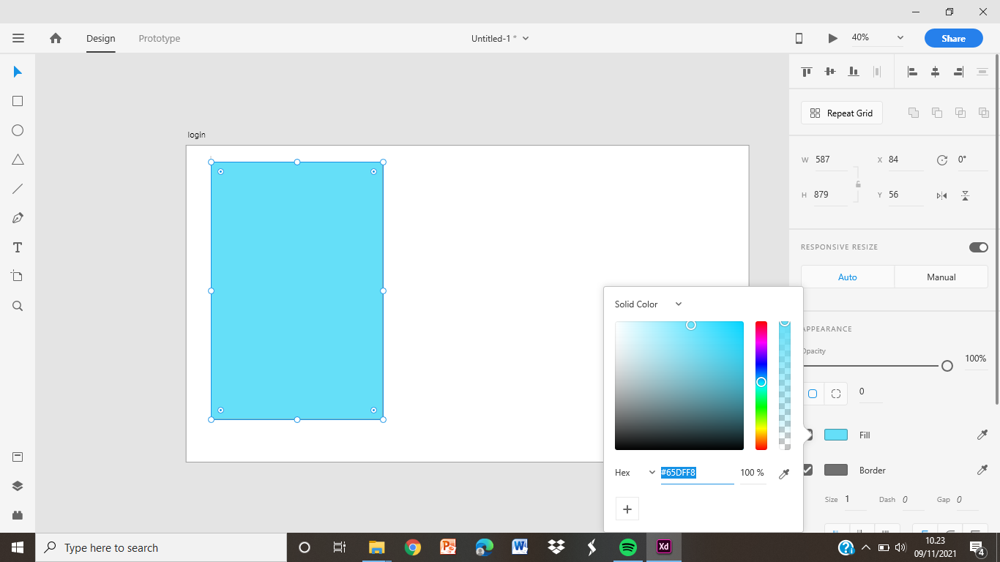 Design
Prototype
Untitled-1 *
40%
Share
Repeat Grid
login
W 587
X 84
0°
H 879
Y 56
RESPONSIVE RESIZE
Auto
Manual
Solid Color
APPEARANCE
Opacity
100%
0
Fill
Hex
#65DFF8
100 %
Border
Size 1
Dash 0
Gap 0
+
Type here to search
Xd
10.23
09/11/2021
4